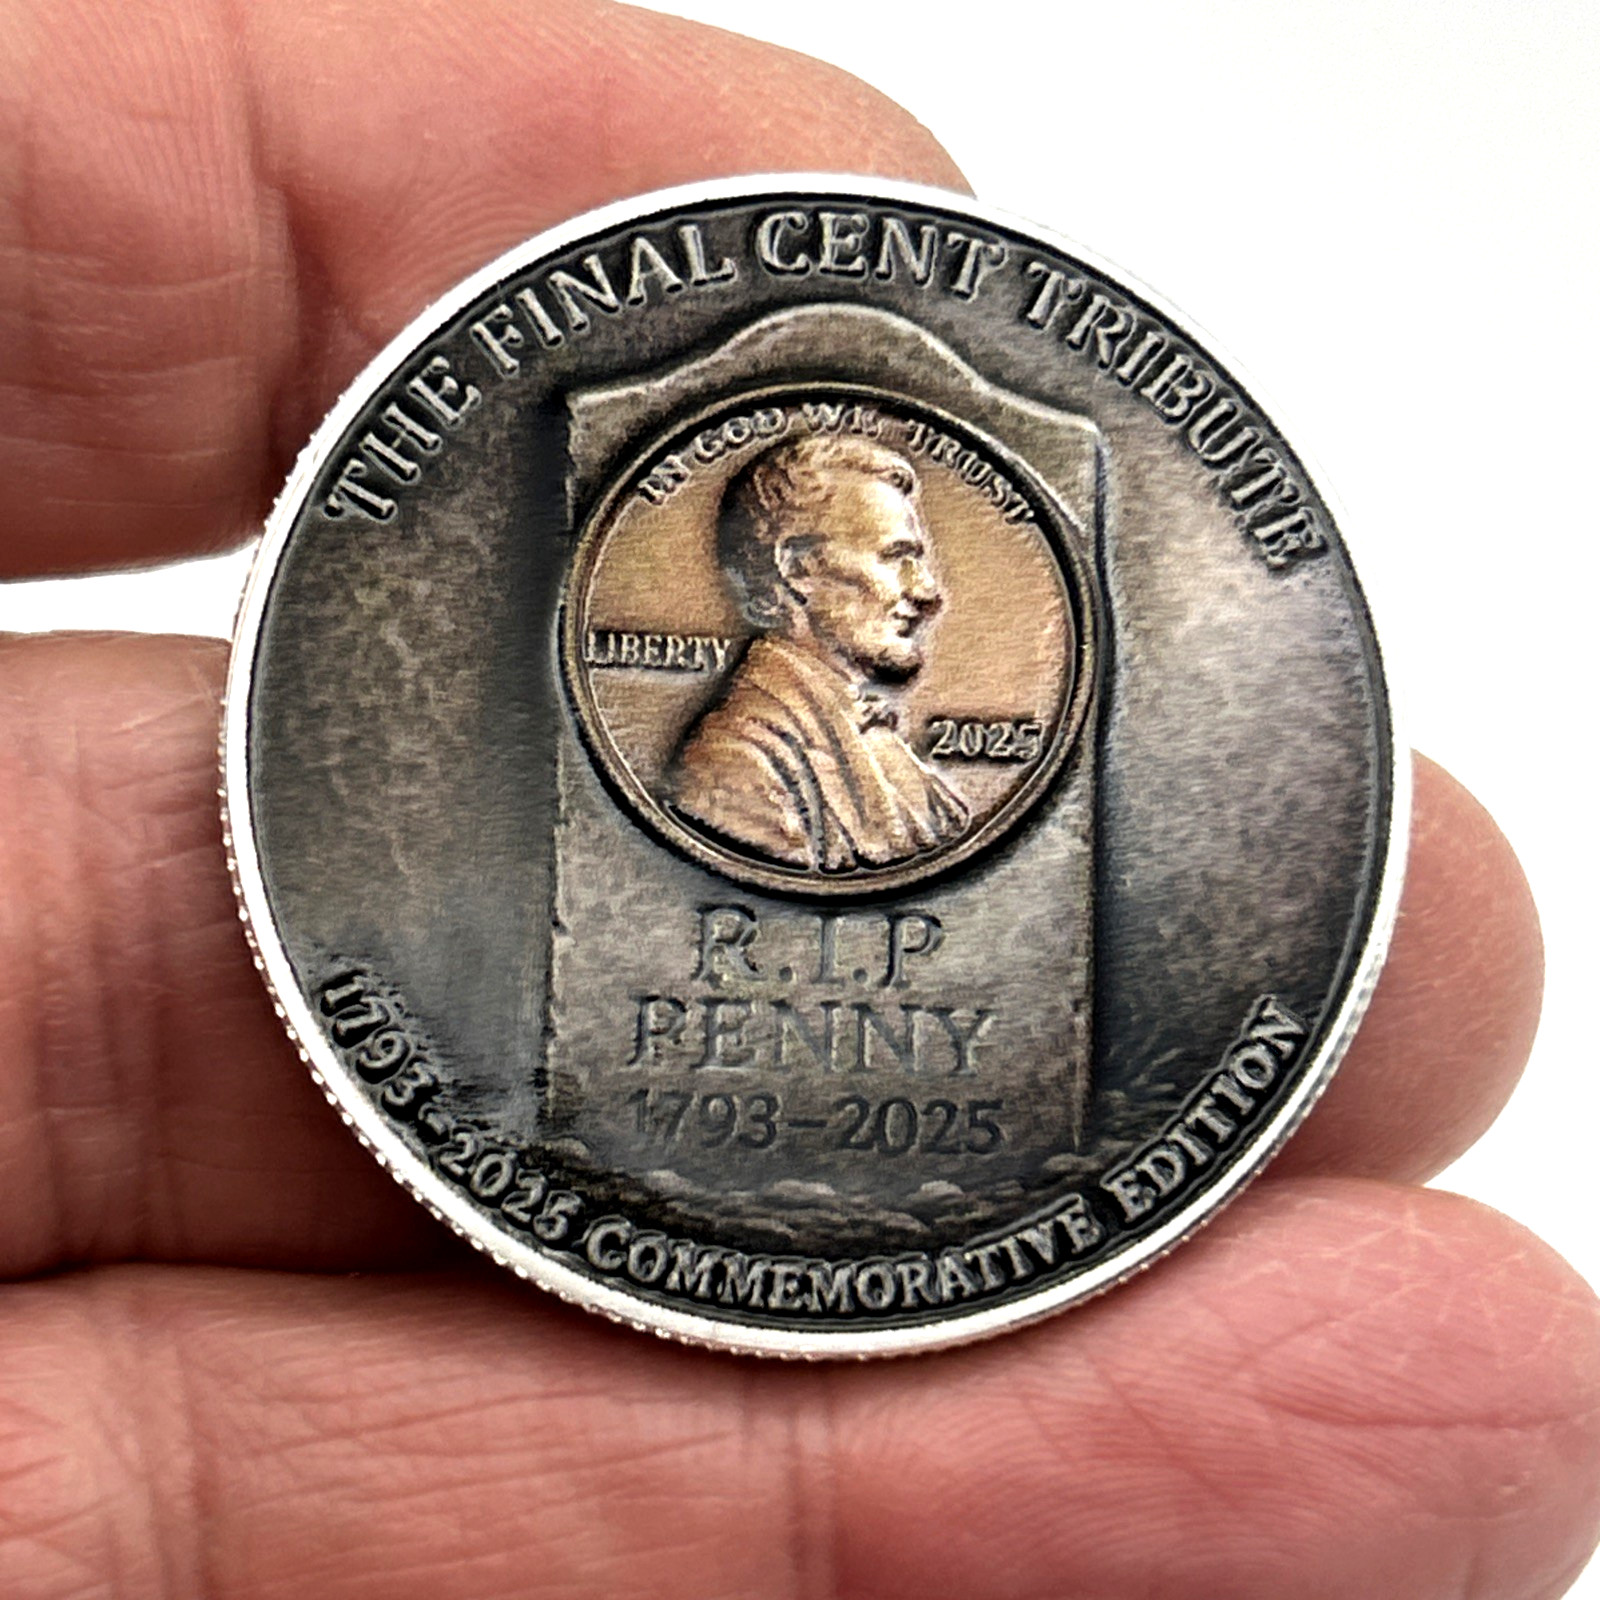 THE FINAL CENT TRIBUTE
IN GOD WE TRUST
LIBERTY
2025
R.I.P
PENNY
1793-2025
1793-2025 COMMEMORATIVE EDITION